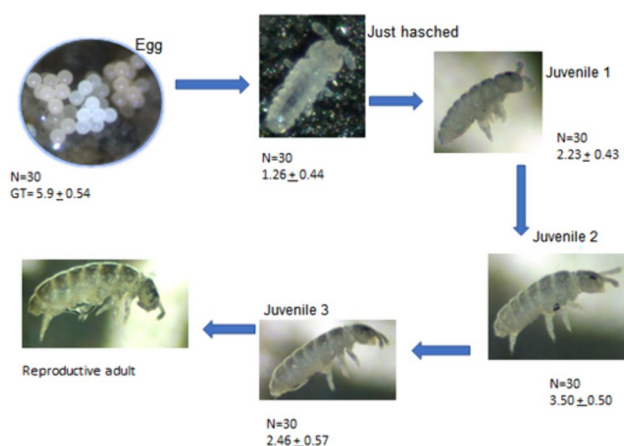 Egg
N=30
GT= 5.9 ± 0.54
Just hasched
N=30
1.26 ± 0.44
Juvenile 1
N=30
2.23 ± 0.43
Juvenile 2
N=30
3.50 ± 0.50
Juvenile 3
N=30
2.46 ± 0.57
Reproductive adult